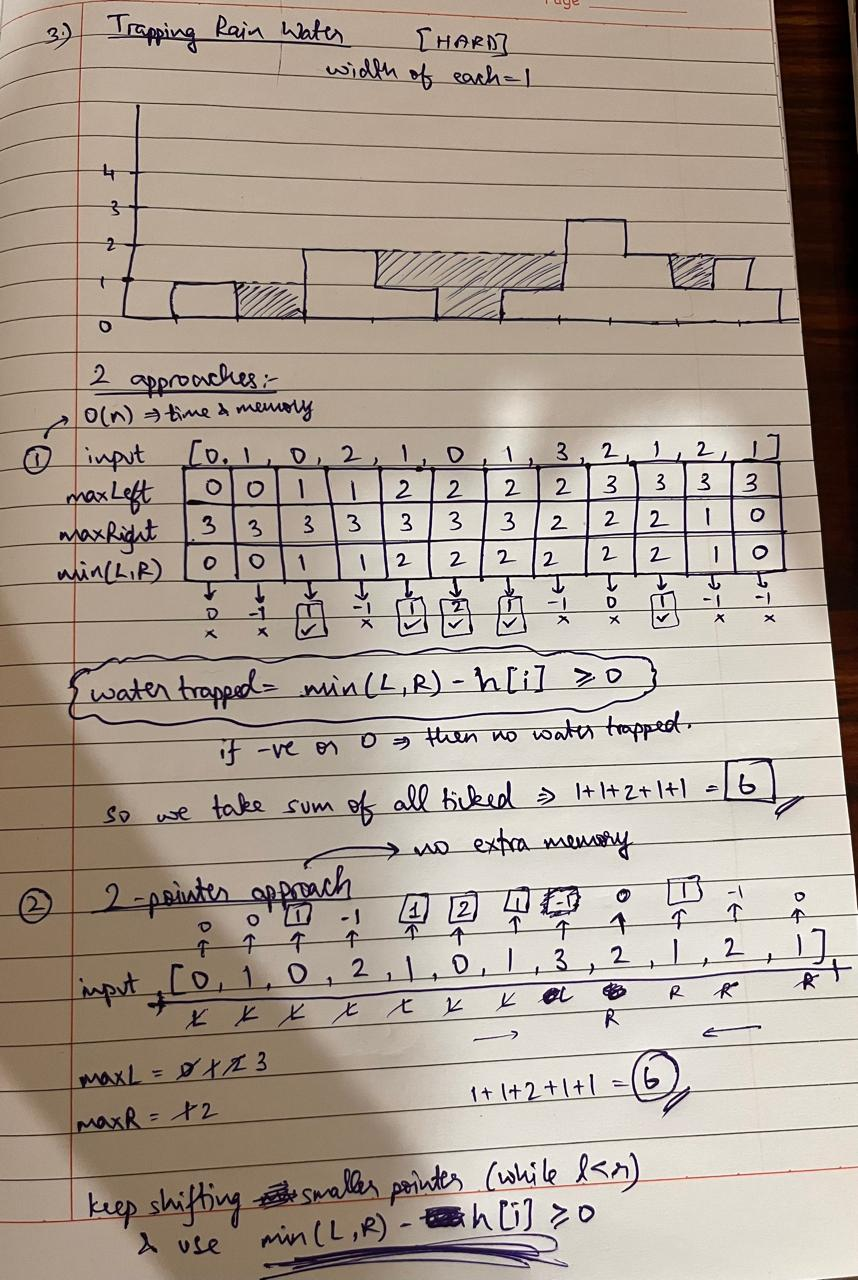 Page
3.) Trapping Rain Water [HARD]
width of each = 1
4
3
2
1
0
2 approaches:-
O(n) ⇒ time & memory
① input [0, 1, 0, 2, 1, 0, 1, 3, 2, 1, 2, 1]
maxLeft 0 0 1 1 2 2 2 2 3 3 3 3
maxRight 3 3 3 3 3 3 3 2 2 2 1 0
min(L,R) 0 0 1 1 2 2 2 2 2 2 1 0
↓ ↓ ↓ ↓ ↓ ↓ ↓ ↓ ↓ ↓ ↓ ↓
0 -1 1 -1 1 2 1 -1 0 1 -1 -1
x x ✓ x ✓ ✓ ✓ x x ✓ x x
water trapped = min(L,R) - h[i] ≥ 0
if -ve or 0 ⇒ then no water trapped.
so we take sum of all ticked ⇒ 1+1+2+1+1 = 6
→ no extra memory
② 2-pointer approach
0 0 1 -1 1 2 1 -1 0 1 -1 0
↑ ↑ ↑ ↑ ↑ ↑ ↑ ↑ ↑ ↑ ↑ ↑
input [0, 1, 0, 2, 1, 0, 1, 3, 2, 1, 2, 1]
L L L L L L L L R R R
R
→ ←
maxL = 0 1 2 3
maxR = 1 2
1+1+2+1+1 = 6
keep shifting smaller pointer (while l<r)
& use min(L,R) - h[i] ≥ 0